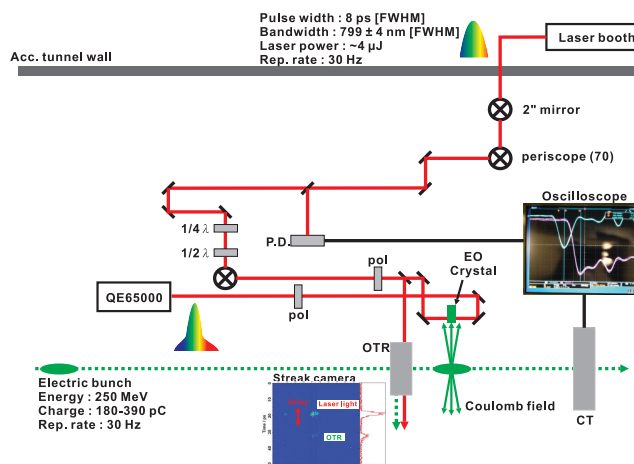 Pulse width : 8 ps [FWHM]
Bandwidth : 799 ± 4 nm [FWHM]
Laser power : ~4 µJ
Rep. rate : 30 Hz
Laser booth
Acc. tunnel wall
2" mirror
periscope (70)
Oscilloscope
1/4 λ
P.D.
1/2 λ
EO
Crystal
pol
QE65000
pol
OTR
Streak camera
Laser light
OTR
Time / ps
Electric bunch
Energy : 250 MeV
Charge : 180-390 pC
Rep. rate : 30 Hz
Coulomb field
CT